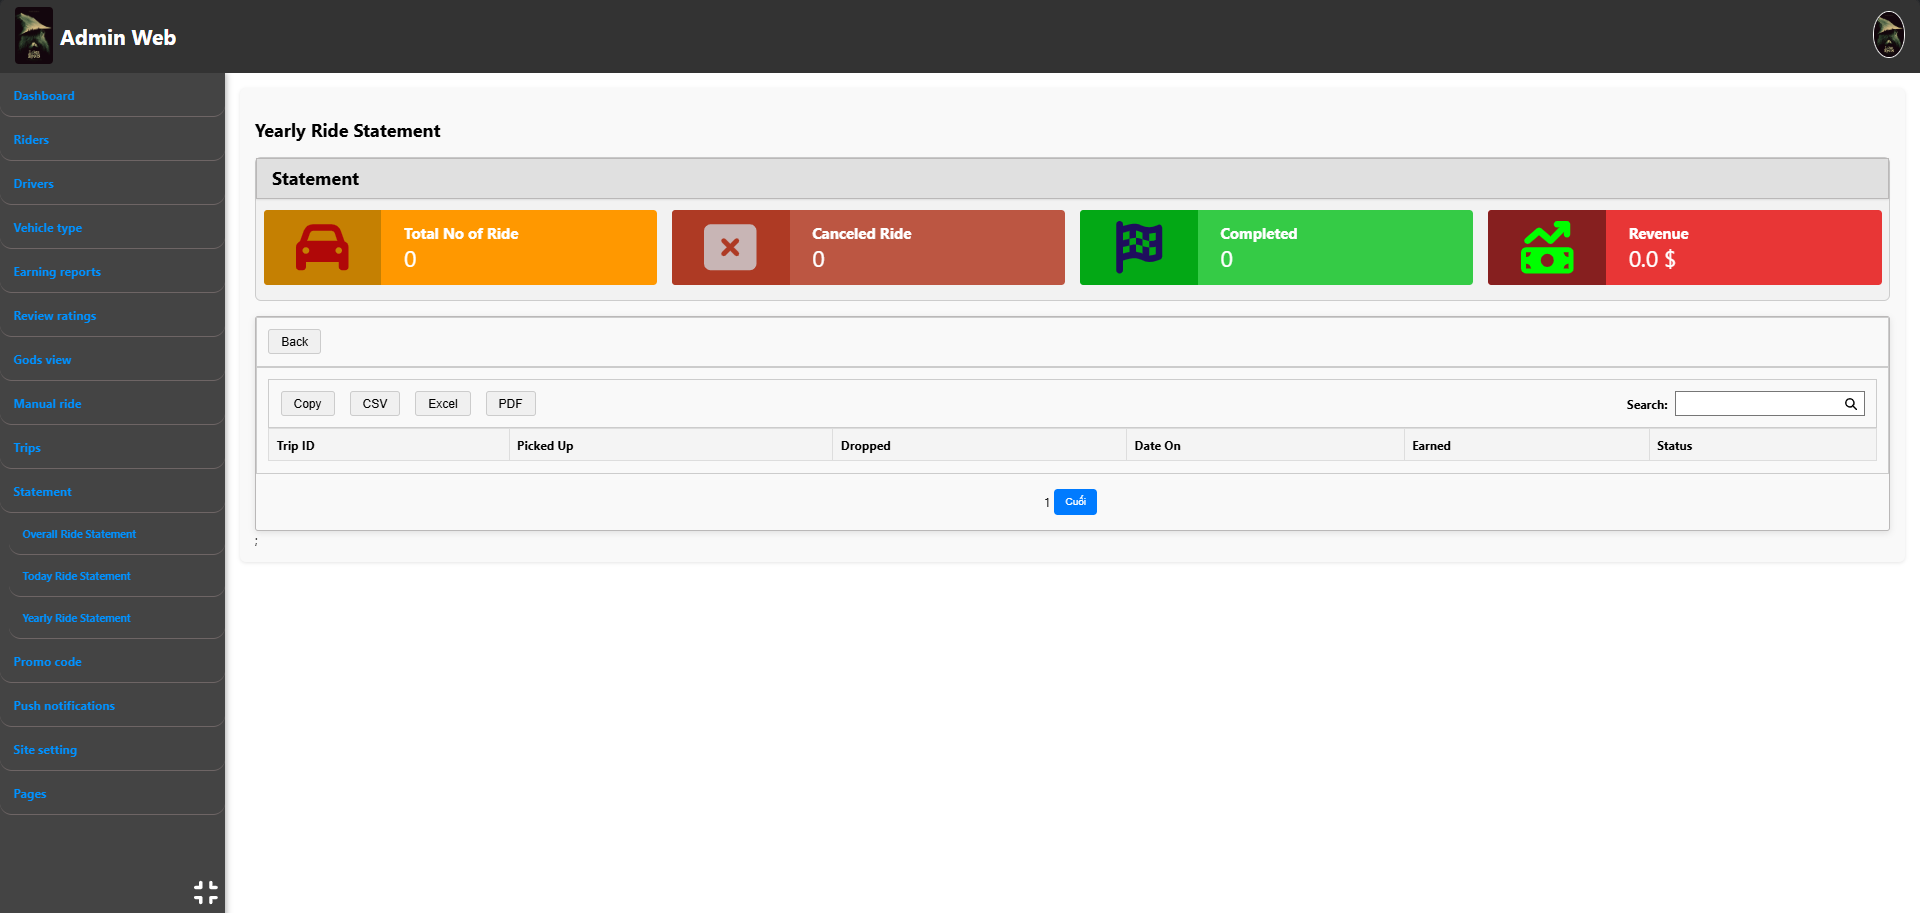 Admin Web
Dashboard
Riders
Drivers
Vehicle type
Earning reports
Review ratings
Gods view
Manual ride
Trips
Statement
Overall Ride Statement
Today Ride Statement
Yearly Ride Statement
Promo code
Push notifications
Site setting
Pages
Yearly Ride Statement
Statement
Total No of Ride
0
Canceled Ride
0
Completed
0
Revenue
0.0 $
Back
Copy CSV Excel PDF Search:
Trip ID Picked Up Dropped Date On Earned Status
1 Cuối
;